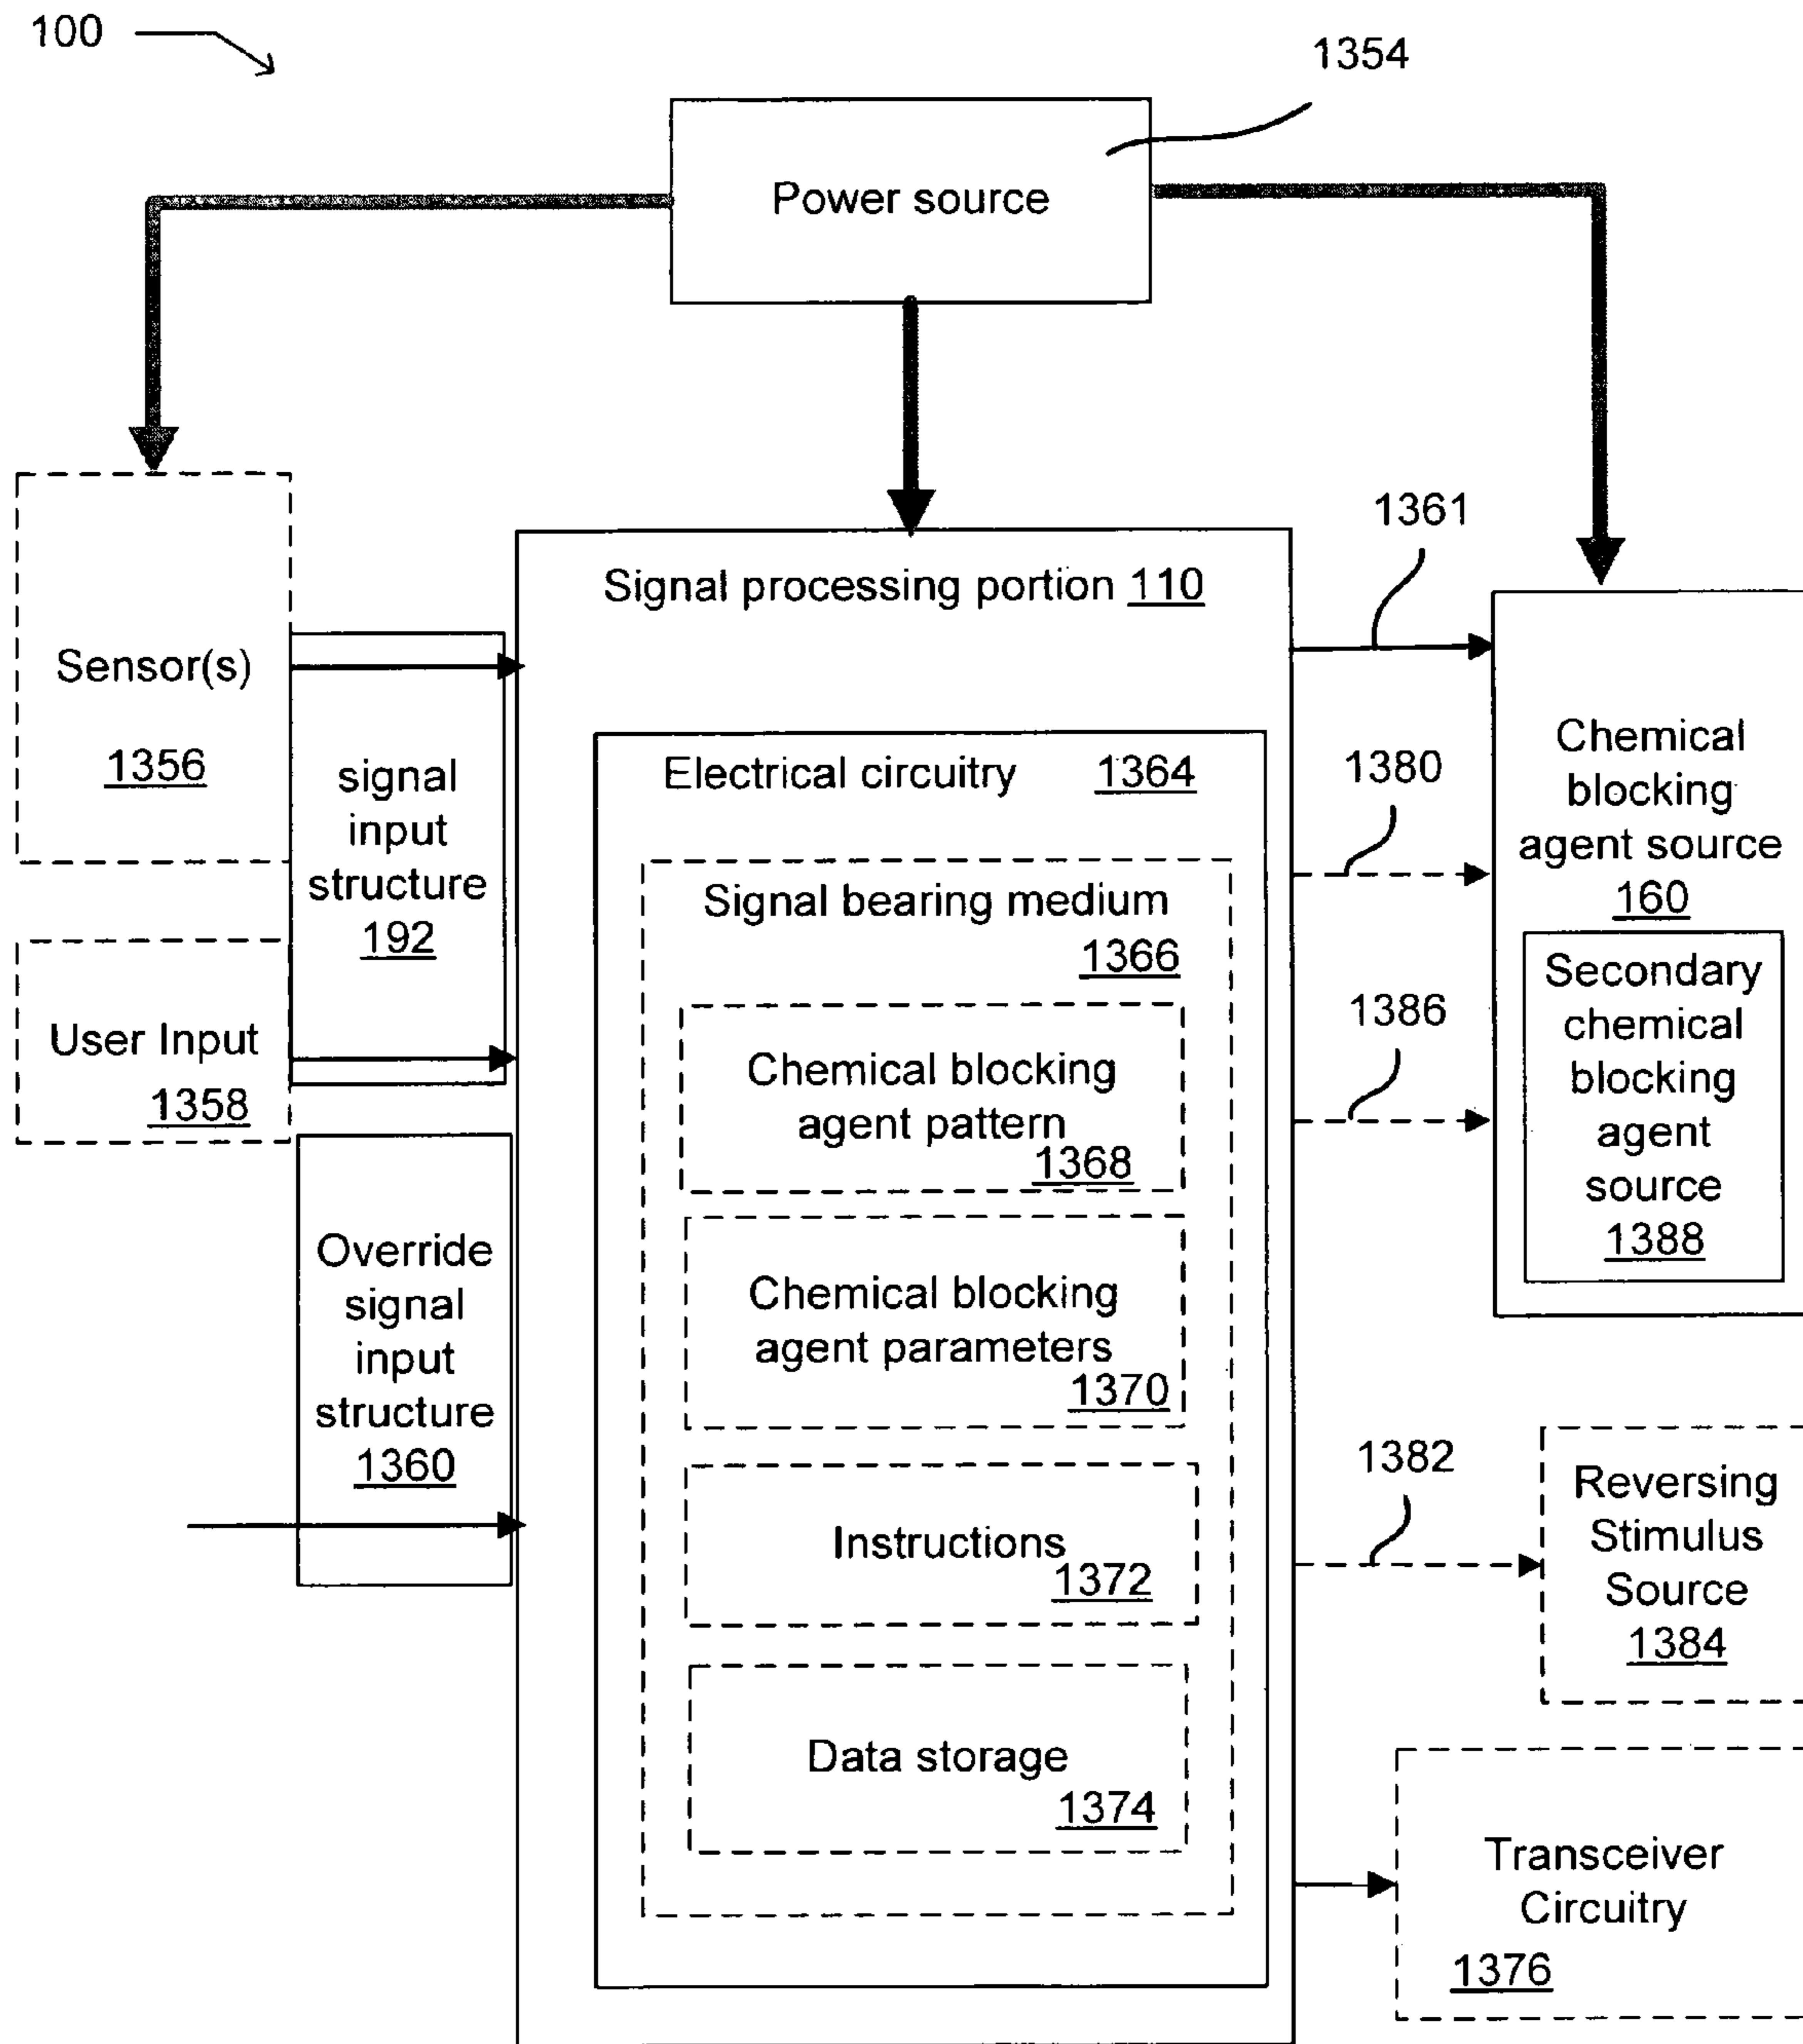 100
1354
Power source
1361
Signal processing portion 110
Sensor(s)
1356
signal
input
structure
192
Electrical circuitry 1364
1380
Chemical
blocking
agent source
160
Signal bearing medium
1366
Secondary
chemical
blocking
agent
source
1388
1386
User Input
1358
Chemical blocking
agent pattern
1368
Override
signal
input
structure
1360
Chemical blocking
agent parameters
1370
1382
Reversing
Stimulus
Source
1384
Instructions
1372
Data storage
1374
Transceiver
Circuitry
1376